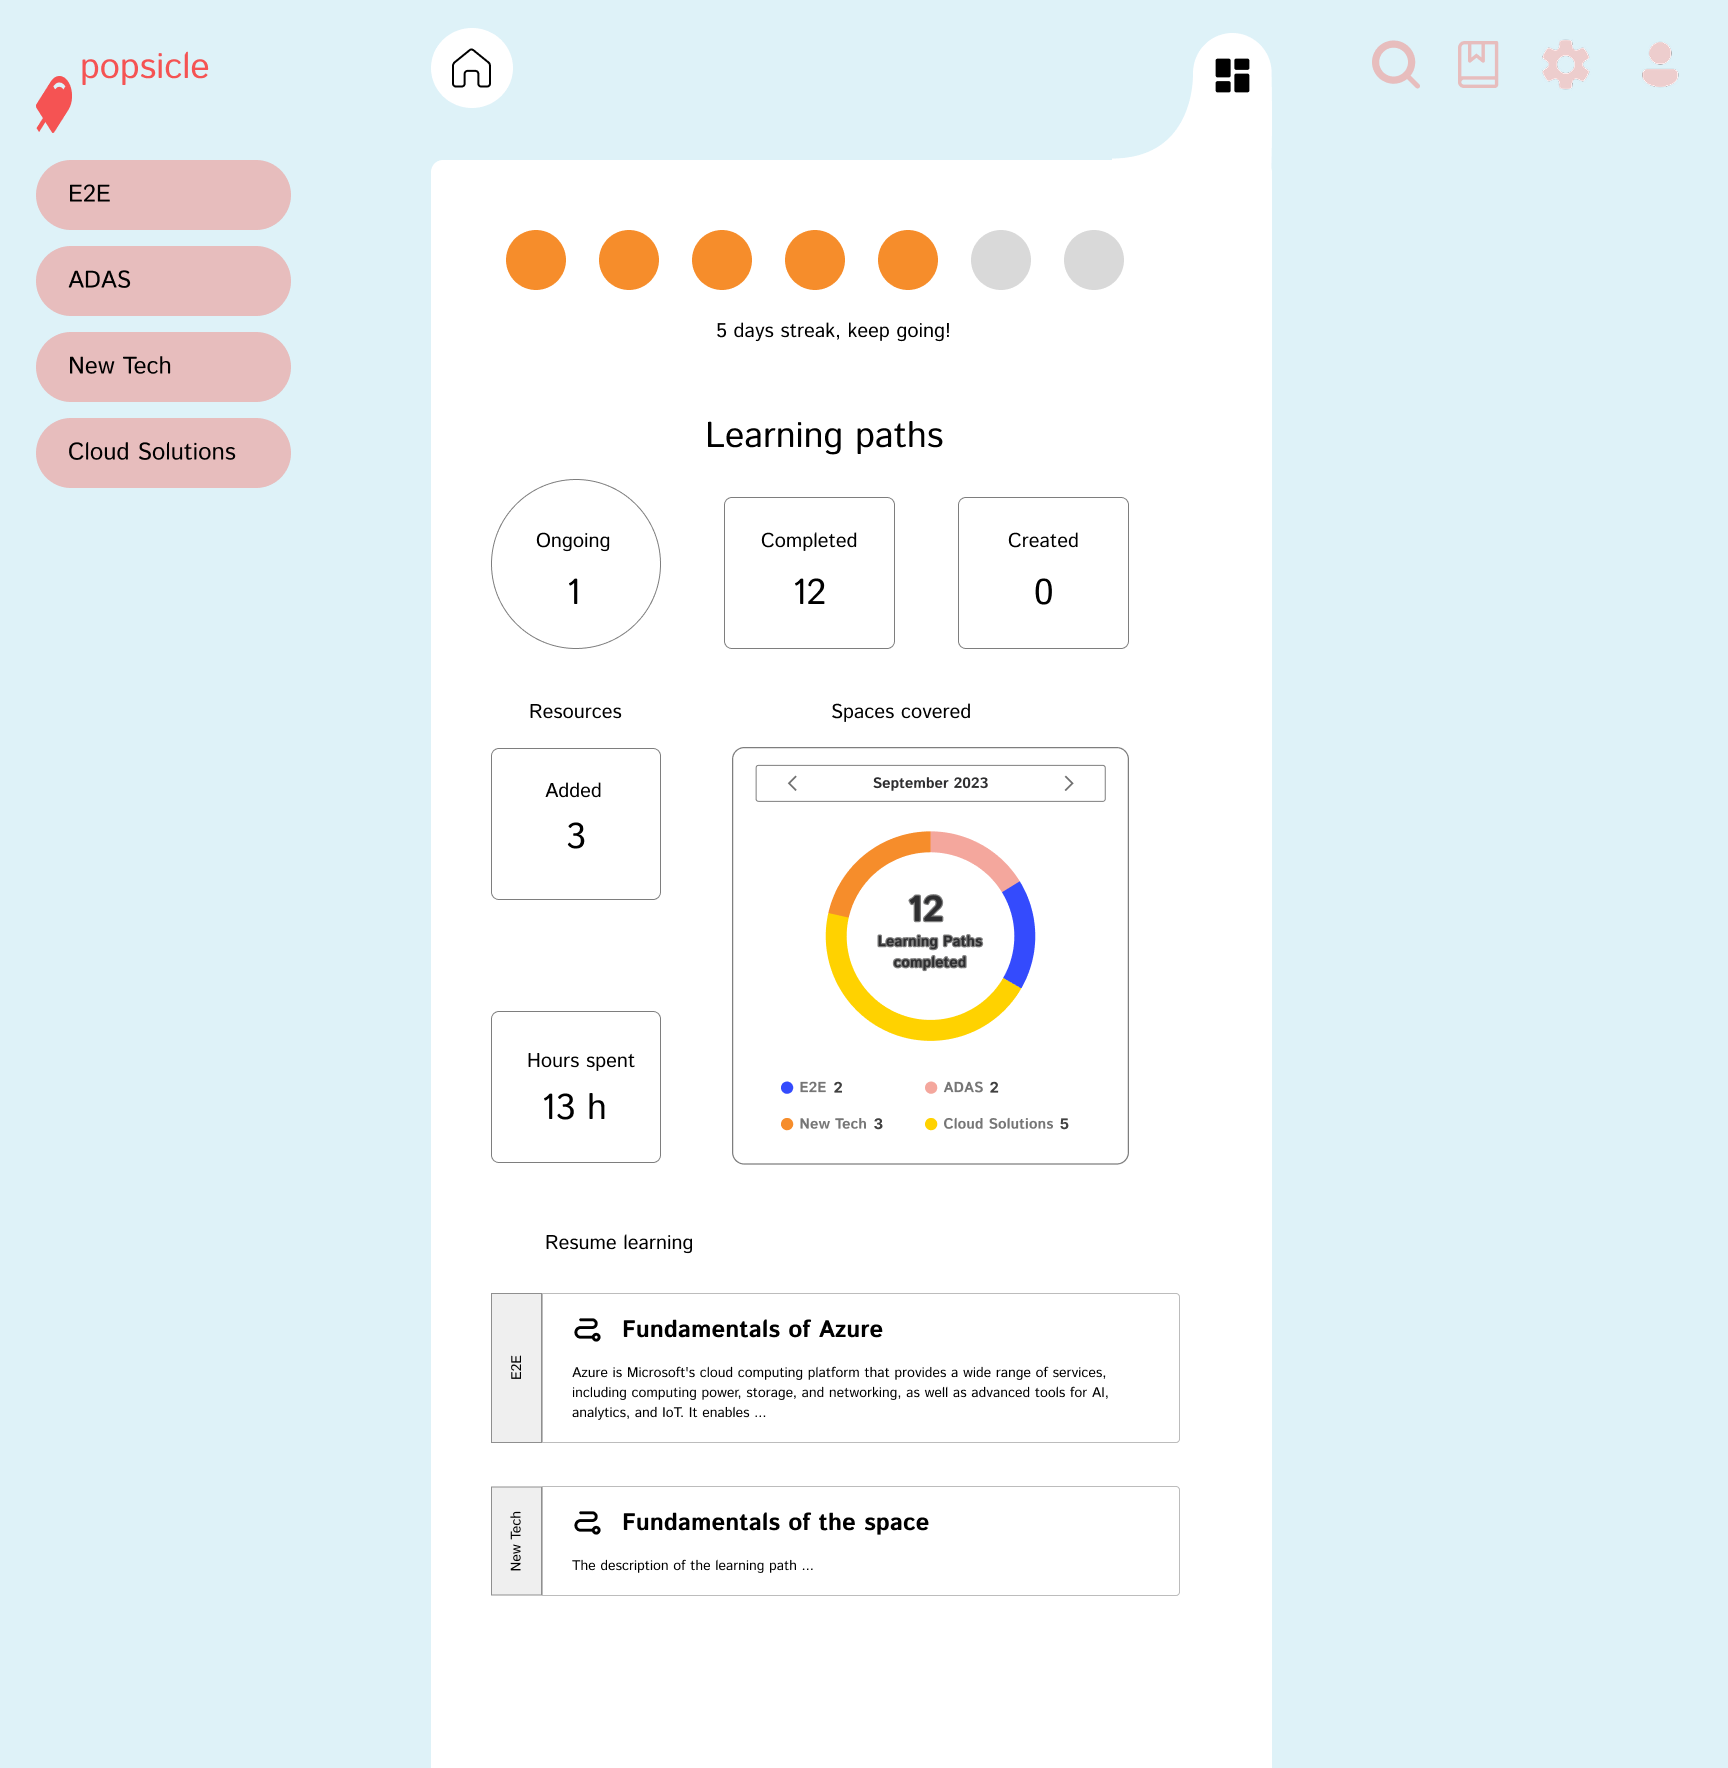 popsicle
E2E
ADAS
New Tech
Cloud Solutions
5 days streak, keep going!
Learning paths
Ongoing
1
Completed
12
Created
0
Resources
Added
3
Hours spent
13 h
Spaces covered
September 2023
12
Learning Paths
completed
E2E 2
ADAS 2
New Tech 3
Cloud Solutions 5
Resume learning
E2E
Fundamentals of Azure
Azure is Microsoft's cloud computing platform that provides a wide range of services,
including computing power, storage, and networking, as well as advanced tools for AI,
analytics, and IoT. It enables ...
New Tech
Fundamentals of the space
The description of the learning path ...